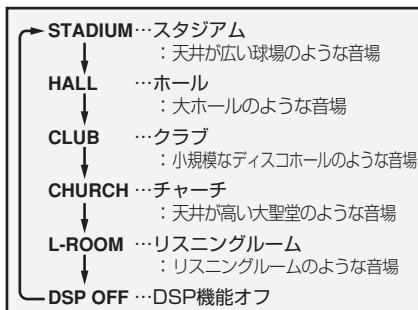 STADIUM…スタジアム
：天井が広い球場のような音場
HALL…ホール
：大ホールのような音場
CLUB…クラブ
：小規模なディスコホールのような音場
CHURCH…チャーチ
：天井が高い大聖堂のような音場
L-ROOM…リスニングルーム
：リスニングルームのような音場
DSP OFF…DSP機能オフ